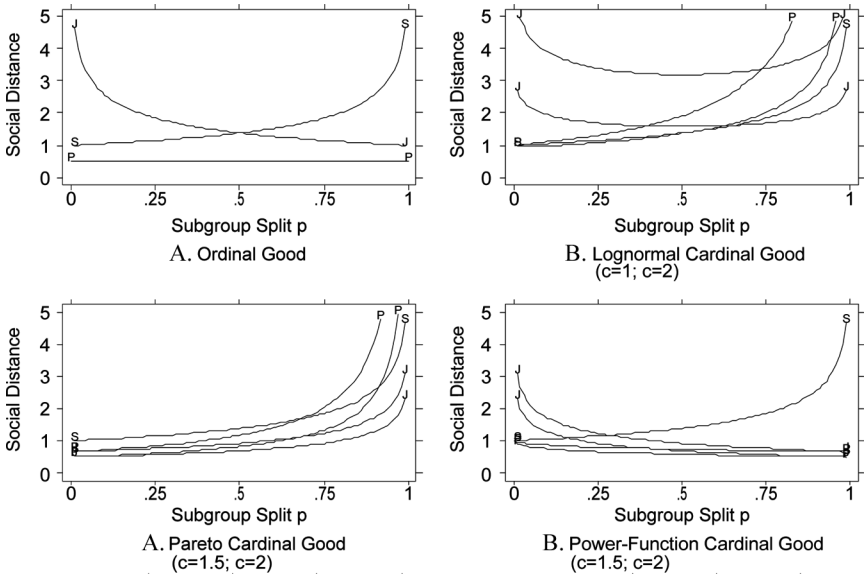 5
4
3
2
1
0
Social Distance
J
S
S
J
P
P
0
.25
.5
.75
1
Subgroup Split p
A. Ordinal Good
5
4
3
2
1
0
Social Distance
J
P
P
J
S
J
J
0
.25
.5
.75
1
Subgroup Split p
B. Lognormal Cardinal Good
(c=1; c=2)
5
4
3
2
1
0
Social Distance
P
P
S
J
J
S
0
.25
.5
.75
1
Subgroup Split p
A. Pareto Cardinal Good
(c=1.5; c=2)
5
4
3
2
1
0
Social Distance
S
J
J
0
.25
.5
.75
1
Subgroup Split p
B. Power-Function Cardinal Good
(c=1.5; c=2)